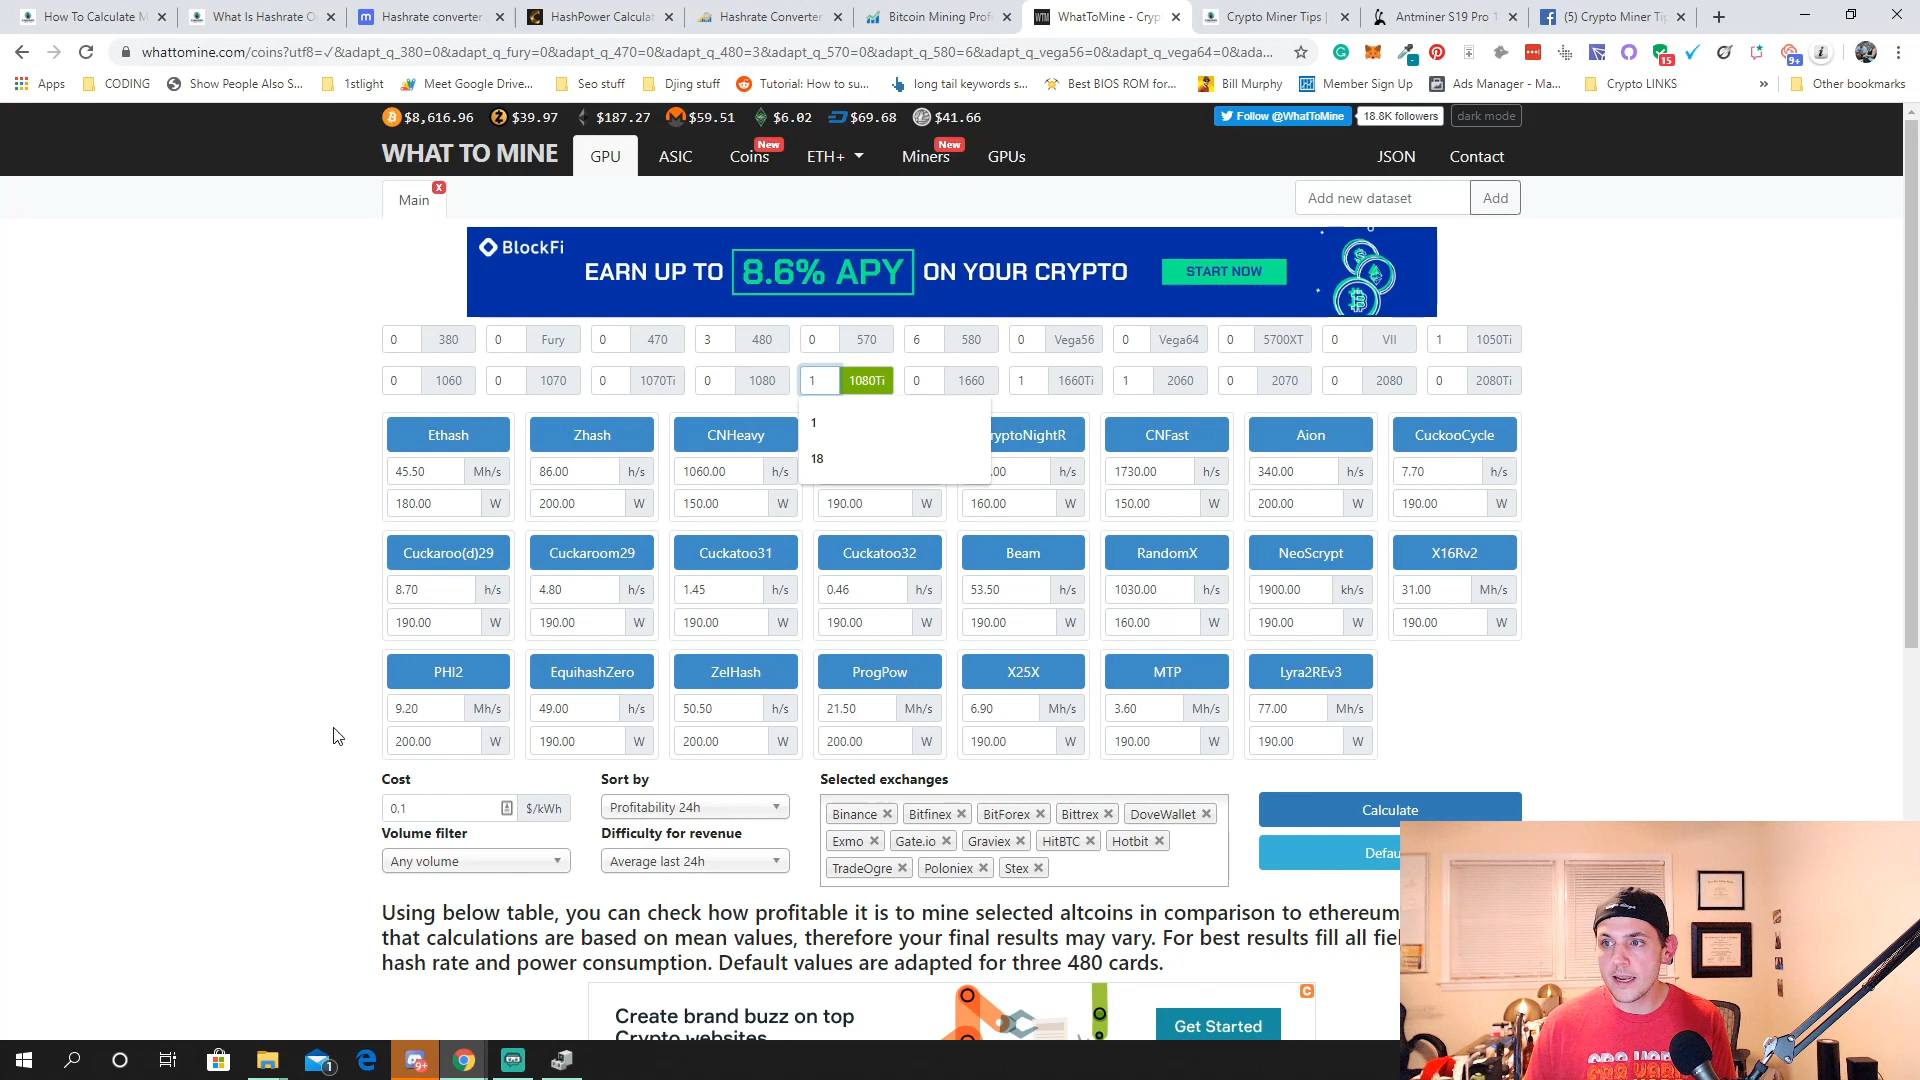 How To Calculate M
What Is Hashrate O
Hashrate converter
HashPower Calculat
Hashrate Converter
Bitcoin Mining Prof
WhatToMine - Cryp
Crypto Miner Tips |
Antminer S19 Pro 1
(5) Crypto Miner Ti
whattomine.com/coins?utf8=✓&adapt_q_380=0&adapt_q_fury=0&adapt_q_470=0&adapt_q_480=3&adapt_q_570=0&adapt_q_580=6&adapt_q_vega56=0&adapt_q_vega64=0&ada...
15
9+
Apps CODING Show People Also S... 1stlight Meet Google Drive... Seo stuff Djing stuff Tutorial: How to su... long tail keywords s... Best BIOS ROM for... Bill Murphy Member Sign Up Ads Manager - Ma... Crypto LINKS » Other bookmarks
$8,616.96 $39.97 $187.27 $59.51 $6.02 $69.68 $41.66
Follow @WhatToMine 18.8K followers dark mode
WHAT TO MINE GPU ASIC Coins New ETH+ Miners New GPUs JSON Contact
Main x Add new dataset Add
BlockFi
EARN UP TO 8.6% APY ON YOUR CRYPTO START NOW
0 380 0 Fury 0 470 3 480 0 570 6 580 0 Vega56 0 Vega64 0 5700XT 0 VII 1 1050Ti
0 1060 0 1070 0 1070Ti 0 1080 1 1080Ti 0 1660 1 1660Ti 1 2060 0 2070 0 2080 0 2080Ti
1
18
Ethash Zhash CNHeavy ryptoNightR CNFast Aion CuckooCycle
45.50 Mh/s 86.00 h/s 1060.00 h/s .00 h/s 1730.00 h/s 340.00 h/s 7.70 h/s
180.00 W 200.00 W 150.00 W 190.00 W 160.00 W 150.00 W 200.00 W 190.00 W
Cuckaroo(d)29 Cuckaroom29 Cuckatoo31 Cuckatoo32 Beam RandomX NeoScrypt X16Rv2
8.70 h/s 4.80 h/s 1.45 h/s 0.46 h/s 53.50 h/s 1030.00 h/s 1900.00 kh/s 31.00 Mh/s
190.00 W 190.00 W 190.00 W 190.00 W 190.00 W 160.00 W 190.00 W 190.00 W
PHI2 EquihashZero ZelHash ProgPow X25X MTP Lyra2REv3
9.20 Mh/s 49.00 h/s 50.50 h/s 21.50 Mh/s 6.90 Mh/s 3.60 Mh/s 77.00 Mh/s
200.00 W 190.00 W 200.00 W 200.00 W 190.00 W 190.00 W 190.00 W
Cost Sort by Selected exchanges
0.1 $/kWh Profitability 24h
Binance Bitfinex BitForex Bittrex DoveWallet
Calculate
Volume filter Difficulty for revenue
Exmo Gate.io Graviex HitBTC Hotbit
Defau
Any volume Average last 24h
TradeOgre Poloniex Stex
Using below table, you can check how profitable it is to mine selected altcoins in comparison to ethereum
that calculations are based on mean values, therefore your final results may vary. For best results fill all fiel
hash rate and power consumption. Default values are adapted for three 480 cards.
Create brand buzz on top
Crypto websites
Get Started
C
1
9+